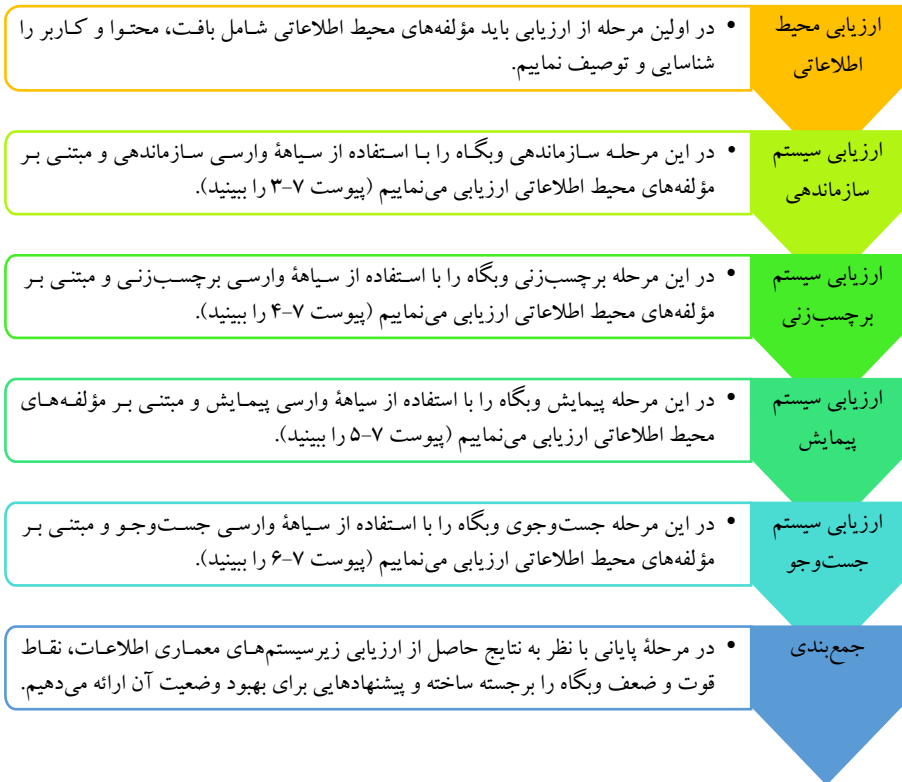 ارزیابی محیط
اطلاعاتی
• در اولین مرحله از ارزیابی باید مؤلفه‌های محیط اطلاعاتی شامل بافت، محتوا و کاربر را
شناسایی و توصیف نماییم.
ارزیابی سیستم
سازماندهی
• در این مرحله سازماندهی وبگاه را با استفاده از سیاههٔ وارسی سازماندهی و مبتنی بر
مؤلفه‌های محیط اطلاعاتی ارزیابی می‌نماییم (پیوست ۷-۳ را ببینید).
ارزیابی سیستم
برچسب‌زنی
• در این مرحله برچسب‌زنی وبگاه را با استفاده از سیاههٔ وارسی برچسب‌زنی و مبتنی بر
مؤلفه‌های محیط اطلاعاتی ارزیابی می‌نماییم (پیوست ۷-۴ را ببینید).
ارزیابی سیستم
پیمایش
• در این مرحله پیمایش وبگاه را با استفاده از سیاههٔ وارسی پیمایش و مبتنی بر مؤلفه‌های
محیط اطلاعاتی ارزیابی می‌نماییم (پیوست ۷-۵ را ببینید).
ارزیابی سیستم
جست‌وجو
• در این مرحله جست‌وجوی وبگاه را با استفاده از سیاههٔ وارسی جست‌وجو و مبتنی بر
مؤلفه‌های محیط اطلاعاتی ارزیابی می‌نماییم (پیوست ۷-۶ را ببینید).
جمع‌بندی
• در مرحلهٔ پایانی با نظر به نتایج حاصل از ارزیابی زیرسیستم‌های معماری اطلاعات، نقاط
قوت و ضعف وبگاه را برجسته ساخته و پیشنهادهایی برای بهبود وضعیت آن ارائه می‌دهیم.